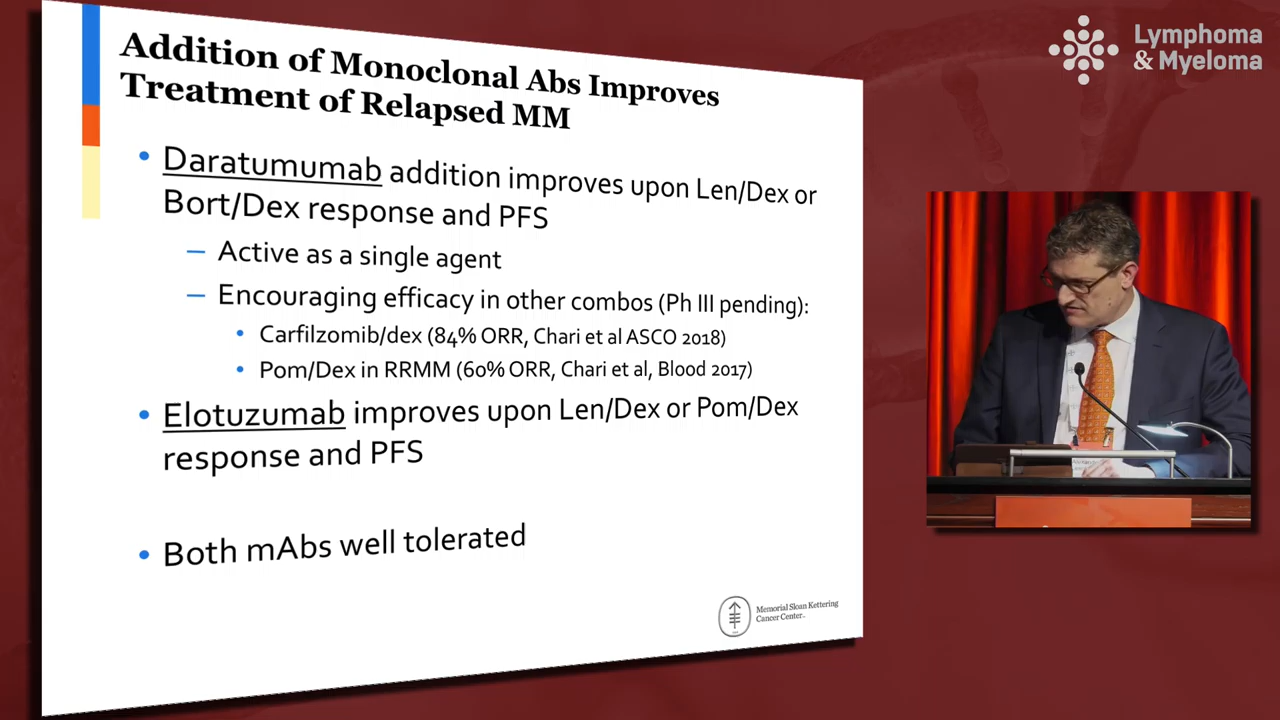 Addition of Monoclonal Abs Improves
Treatment of Relapsed MM
• Daratumumab addition improves upon Len/Dex or
Bort/Dex response and PFS
– Active as a single agent
– Encouraging efficacy in other combos (Ph III pending):
• Carfilzomib/dex (84% ORR, Chari et al ASCO 2018)
• Pom/Dex in RRMM (60% ORR, Chari et al, Blood 2017)
• Elotuzumab improves upon Len/Dex or Pom/Dex
response and PFS
• Both mAbs well tolerated
Memorial Sloan Kettering
Cancer Center.
Lymphoma
& Myeloma